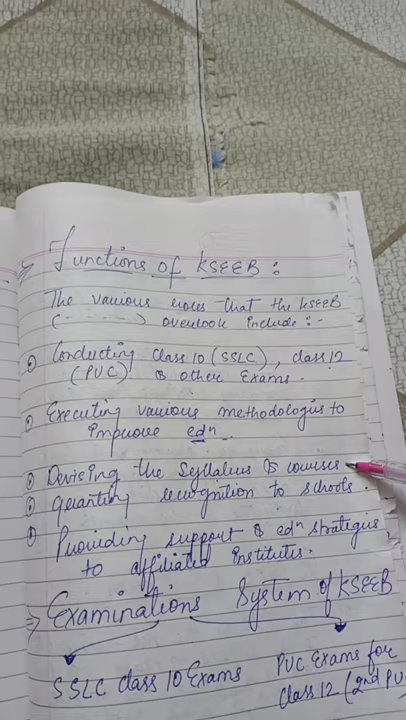 ⇒ Functions of KSEEB :
The various roles that the KSEEB
(- - - - - -) overlook include :-
① Conducting Class 10 (SSLC), class 12
(PUC) & other Exams.
① Executing various methodologies to
improve edⁿ.
① Devising the Syllabus & courses
① Granting recognition to schools.
① Providing support & edⁿ strategies
to affiliated institutes.
⇒ Examinations System of KSEEB
SSLC class 10 Exams
PUC Exams for
Class 12 (2nd PU